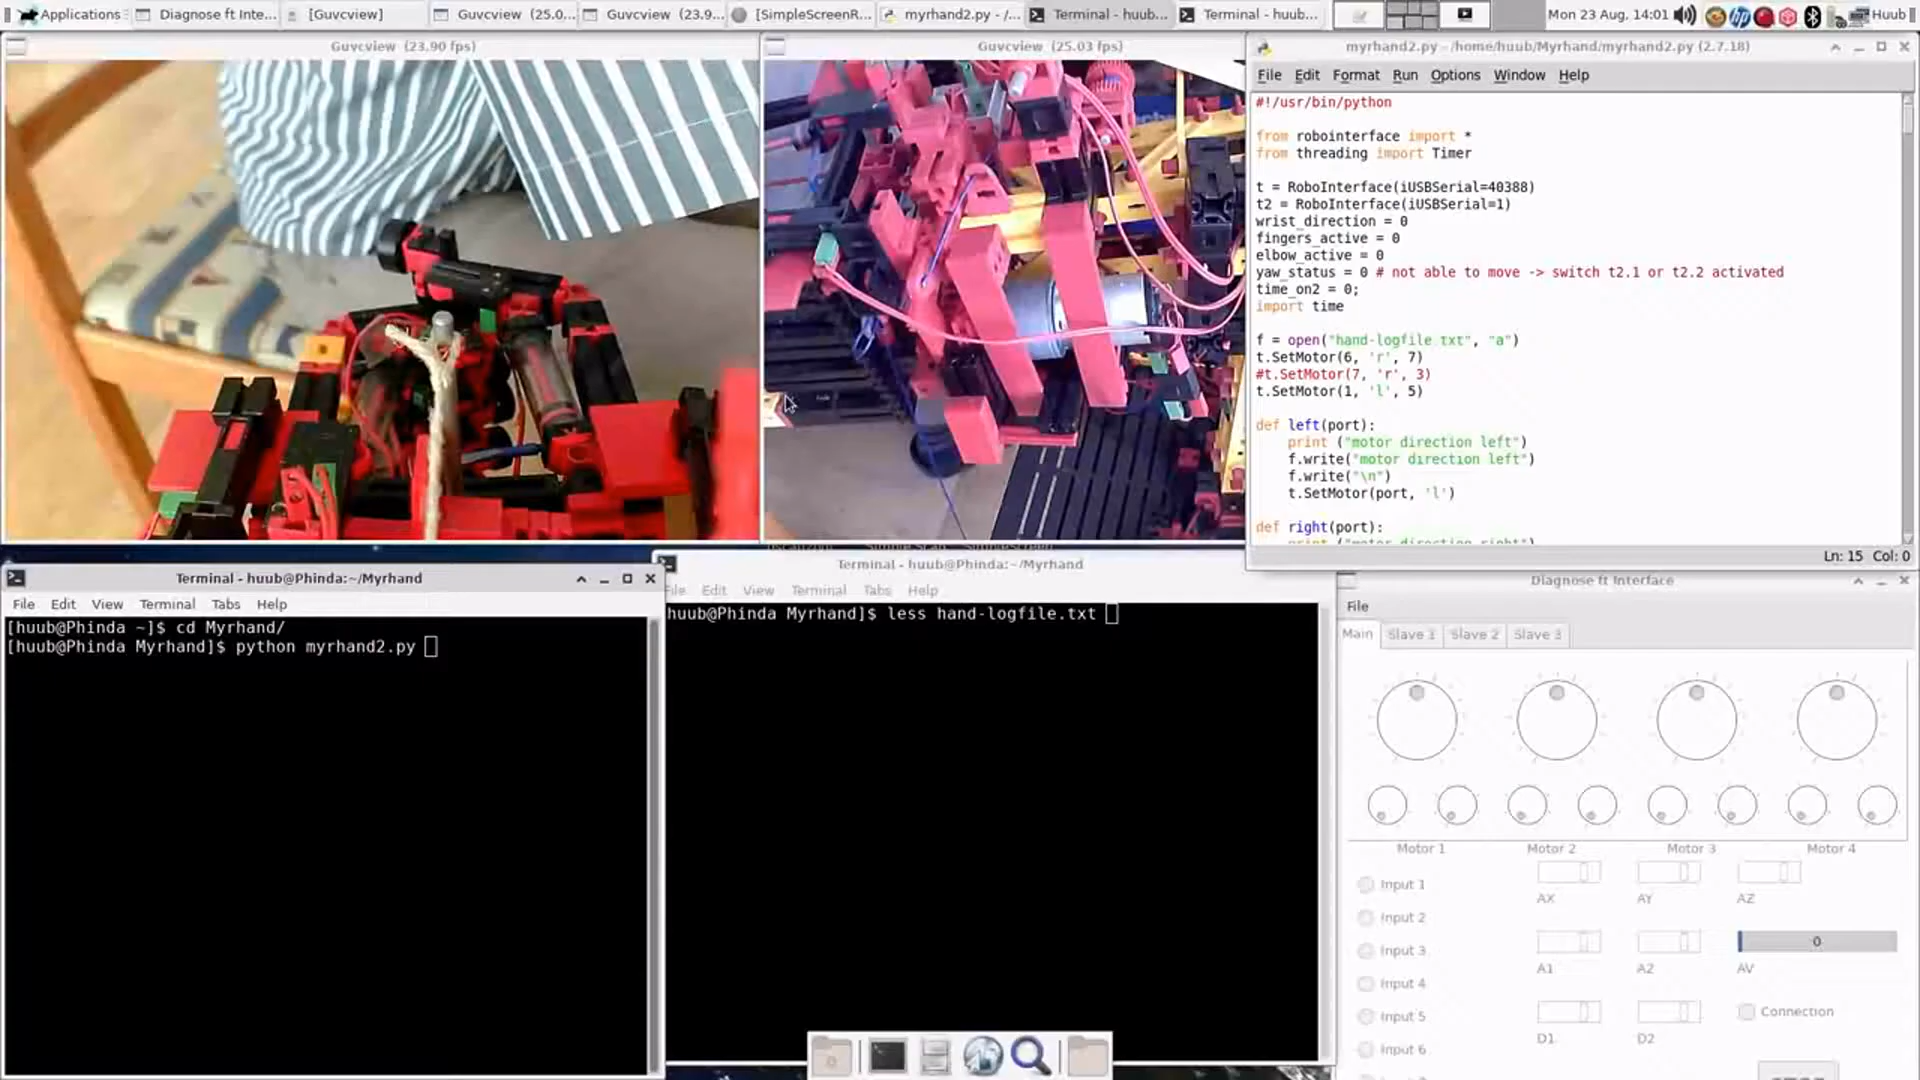 Applications
Diagnose ft Inte...
[Guvcview]
Guvcview (25.0...
Guvcview (23.9...
[SimpleScreenR...
myrhand2.py - /...
Terminal - huub...
Terminal - huub...
Mon 23 Aug, 14:01
Huub
Guvcview (23.90 fps)
Guvcview (25.03 fps)
myrhand2.py - /home/huub/Myrhand/myrhand2.py (2.7.18)
File Edit Format Run Options Window Help
#!/usr/bin/python
from robointerface import *
from threading import Timer
t = RoboInterface(iUSBSerial=40388)
t2 = RoboInterface(iUSBSerial=1)
wrist_direction = 0
fingers_active = 0
elbow_active = 0
yaw_status = 0 # not able to move -> switch t2.1 or t2.2 activated
time_on2 = 0;
import time
f = open("hand-logfile.txt", "a")
t.SetMotor(6, 'r', 7)
#t.SetMotor(7, 'r', 3)
t.SetMotor(1, 'l', 5)
def left(port):
print ("motor direction left")
f.write("motor direction left")
f.write("\n")
t.SetMotor(port, 'l')
def right(port):
print ("motor direction right")
Ln: 15 Col: 0
Terminal - huub@Phinda:~/Myrhand
File Edit View Terminal Tabs Help
[huub@Phinda ~]$ cd Myrhand/
[huub@Phinda Myrhand]$ python myrhand2.py
Terminal - huub@Phinda:~/Myrhand
File Edit View Terminal Tabs Help
huub@Phinda Myrhand]$ less hand-logfile.txt
Diagnose ft Interface
File
Main Slave 1 Slave 2 Slave 3
Motor 1 Motor 2 Motor 3 Motor 4
Input 1
Input 2
Input 3
Input 4
Input 5
Input 6
AX AY AZ
0
A1 A2 AV
Connection
D1 D2